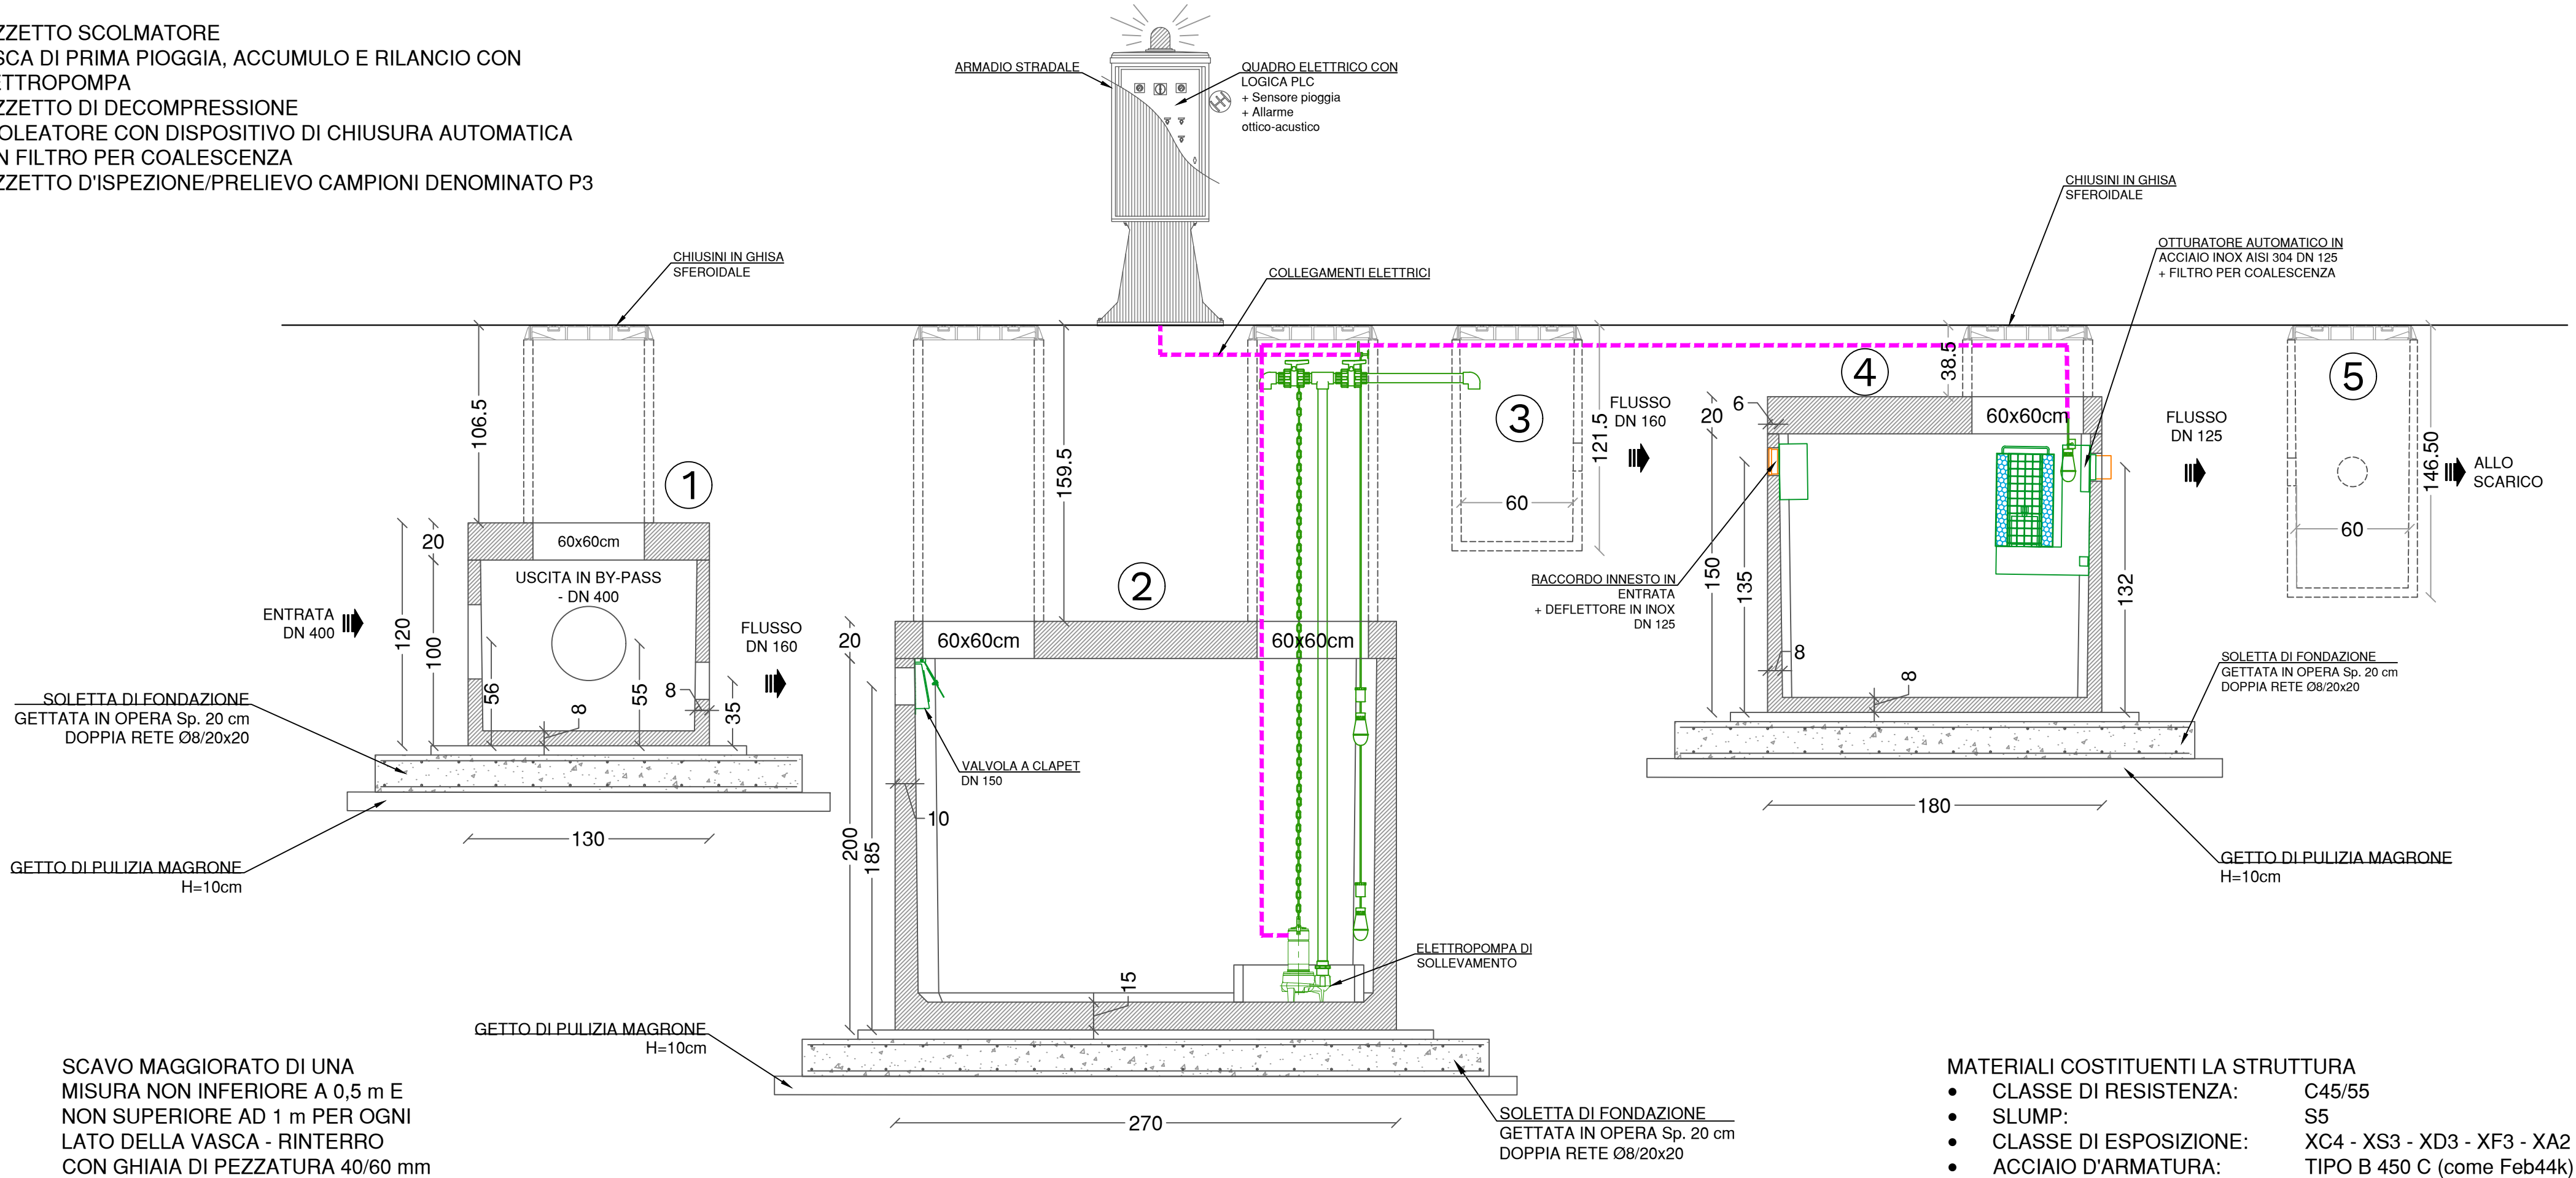 ZZETTO SCOLMATORE
SCA DI PRIMA PIOGGIA, ACCUMULO E RILANCIO CON
ETTROPOMPA
ZZETTO DI DECOMPRESSIONE
OLEATORE CON DISPOSITIVO DI CHIUSURA AUTOMATICA
N FILTRO PER COALESCENZA
ZZETTO D'ISPEZIONE/PRELIEVO CAMPIONI DENOMINATO P3
ARMADIO STRADALE
QUADRO ELETTRICO CON
LOGICA PLC
+ Sensore pioggia
+ Allarme
ottico-acustico
COLLEGAMENTI ELETTRICI
CHIUSINI IN GHISA
SFEROIDALE
CHIUSINI IN GHISA
SFEROIDALE
OTTURATORE AUTOMATICO IN
ACCIAIO INOX AISI 304 DN 125
+ FILTRO PER COALESCENZA
106.5
1
20
60x60cm
USCITA IN BY-PASS
- DN 400
ENTRATA
DN 400
120
100
56
55
8
8
35
FLUSSO
DN 160
SOLETTA DI FONDAZIONE
GETTATA IN OPERA Sp. 20 cm
DOPPIA RETE Ø8/20x20
130
GETTO DI PULIZIA MAGRONE
H=10cm
159.5
2
20
60x60cm
60x60cm
VALVOLA A CLAPET
DN 150
10
200
185
15
ELETTROPOMPA DI
SOLLEVAMENTO
GETTO DI PULIZIA MAGRONE
H=10cm
270
SOLETTA DI FONDAZIONE
GETTATA IN OPERA Sp. 20 cm
DOPPIA RETE Ø8/20x20
3
60
121.5
FLUSSO
DN 160
4
38.5
6
20
60x60cm
150
135
132
8
8
RACCORDO INNESTO IN
ENTRATA
+ DEFLETTORE IN INOX
DN 125
FLUSSO
DN 125
180
SOLETTA DI FONDAZIONE
GETTATA IN OPERA Sp. 20 cm
DOPPIA RETE Ø8/20x20
GETTO DI PULIZIA MAGRONE
H=10cm
5
60
146.50
ALLO
SCARICO
SCAVO MAGGIORATO DI UNA
MISURA NON INFERIORE A 0,5 m E
NON SUPERIORE AD 1 m PER OGNI
LATO DELLA VASCA - RINTERRO
CON GHIAIA DI PEZZATURA 40/60 mm
MATERIALI COSTITUENTI LA STRUTTURA
• CLASSE DI RESISTENZA: C45/55
• SLUMP: S5
• CLASSE DI ESPOSIZIONE: XC4 - XS3 - XD3 - XF3 - XA2
• ACCIAIO D'ARMATURA: TIPO B 450 C (come Feb44k)